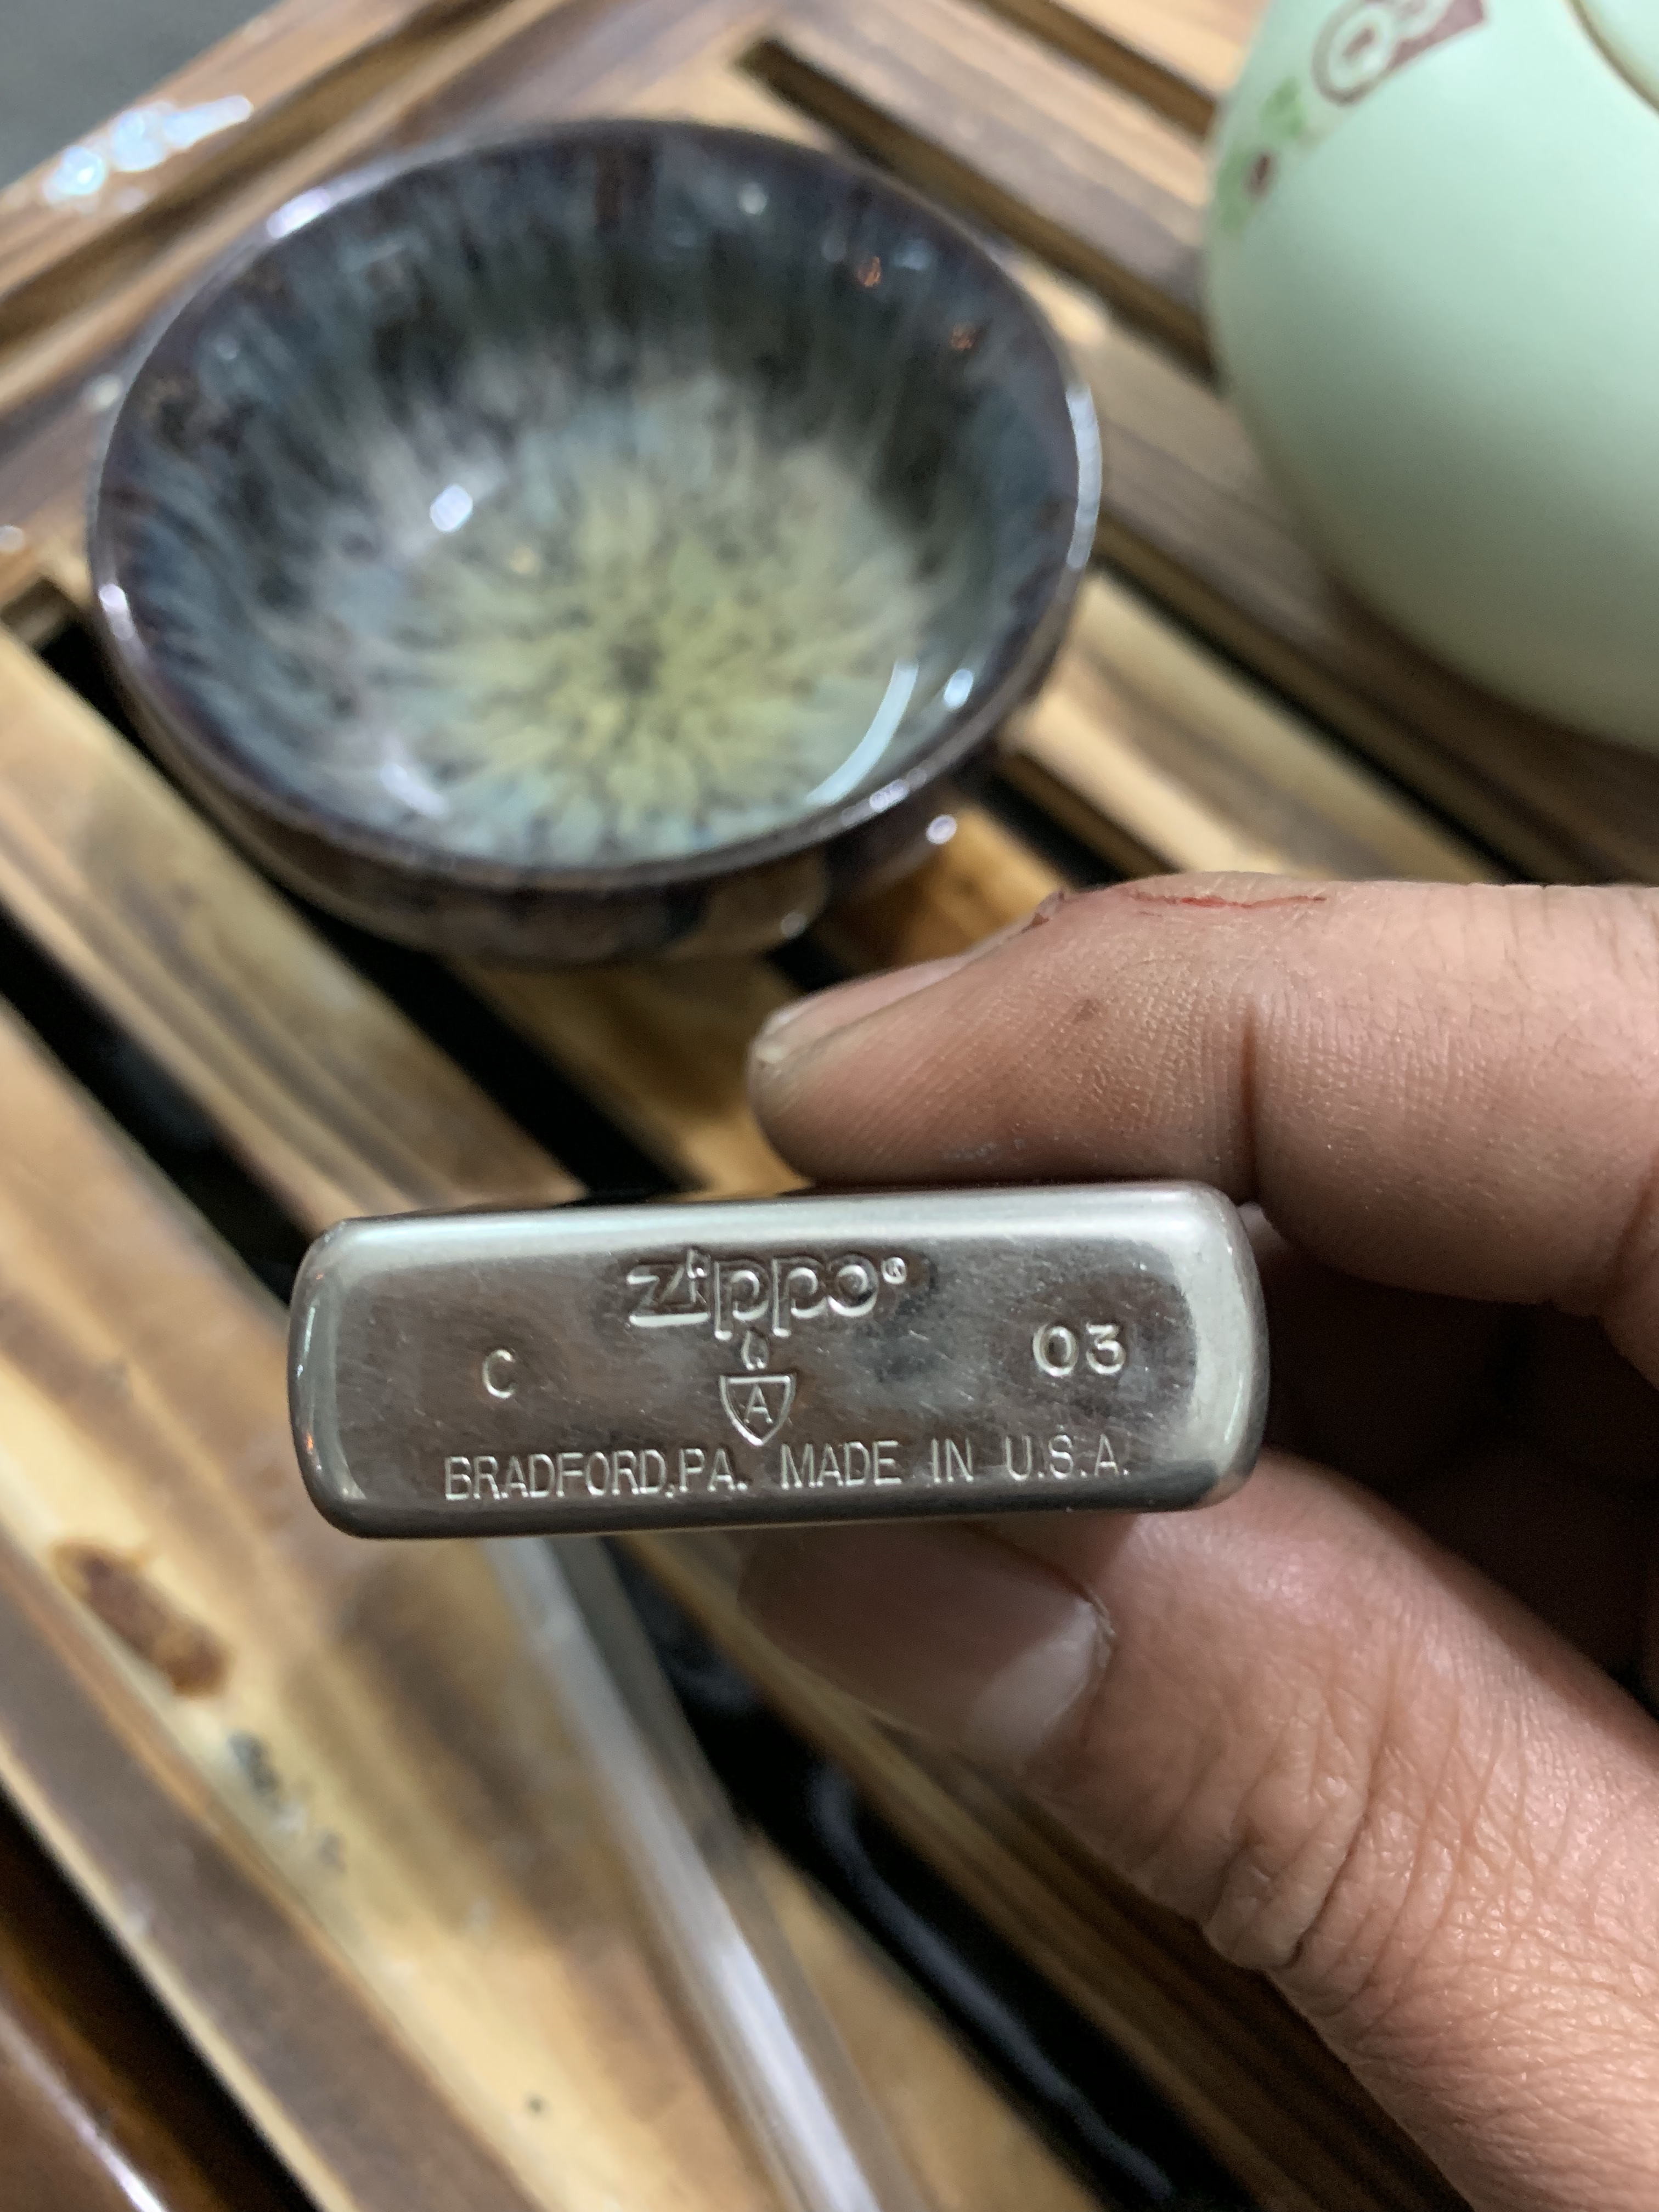 zippo®
C 03
A
BRADFORD,PA. MADE IN U.S.A.